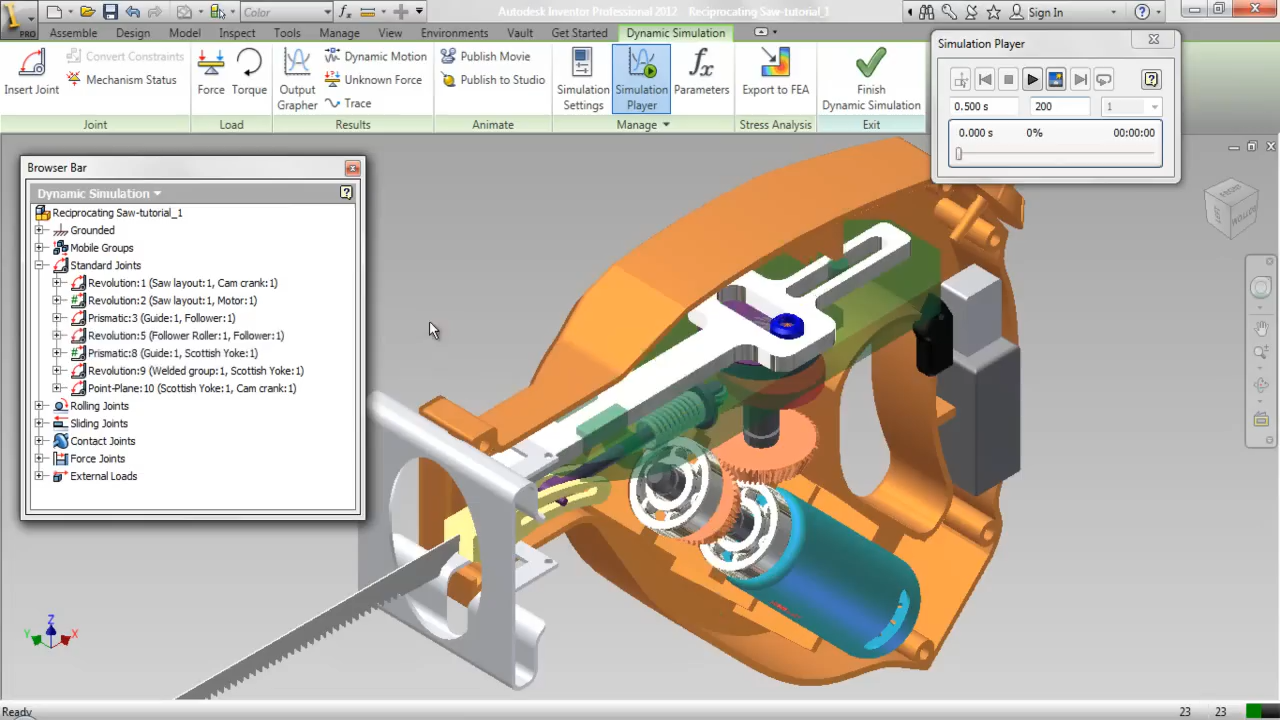 Color
Autodesk Inventor Professional 2012 Reciprocating Saw-tutorial_1
Sign In
PRO
Assemble Design Model Inspect Tools Manage View Environments Vault Get Started Dynamic Simulation
Insert Joint
Convert Constraints
Mechanism Status
Joint
Force
Torque
Load
Output Grapher
Dynamic Motion
Unknown Force
Trace
Results
Publish Movie
Publish to Studio
Animate
Simulation Settings
Simulation Player
Parameters
Manage
Export to FEA
Stress Analysis
Finish Dynamic Simulation
Exit
Simulation Player
0.500 s 200 1
0.000 s 0% 00:00:00
Browser Bar
Dynamic Simulation
Reciprocating Saw-tutorial_1
Grounded
Mobile Groups
Standard Joints
Revolution:1 (Saw layout:1, Cam crank:1)
Revolution:2 (Saw layout:1, Motor:1)
Prismatic:3 (Guide:1, Follower:1)
Revolution:5 (Follower Roller:1, Follower:1)
Prismatic:8 (Guide:1, Scottish Yoke:1)
Revolution:9 (Welded group:1, Scottish Yoke:1)
Point-Plane:10 (Scottish Yoke:1, Cam crank:1)
Rolling Joints
Sliding Joints
Contact Joints
Force Joints
External Loads
Z
Y X
Ready 23 23